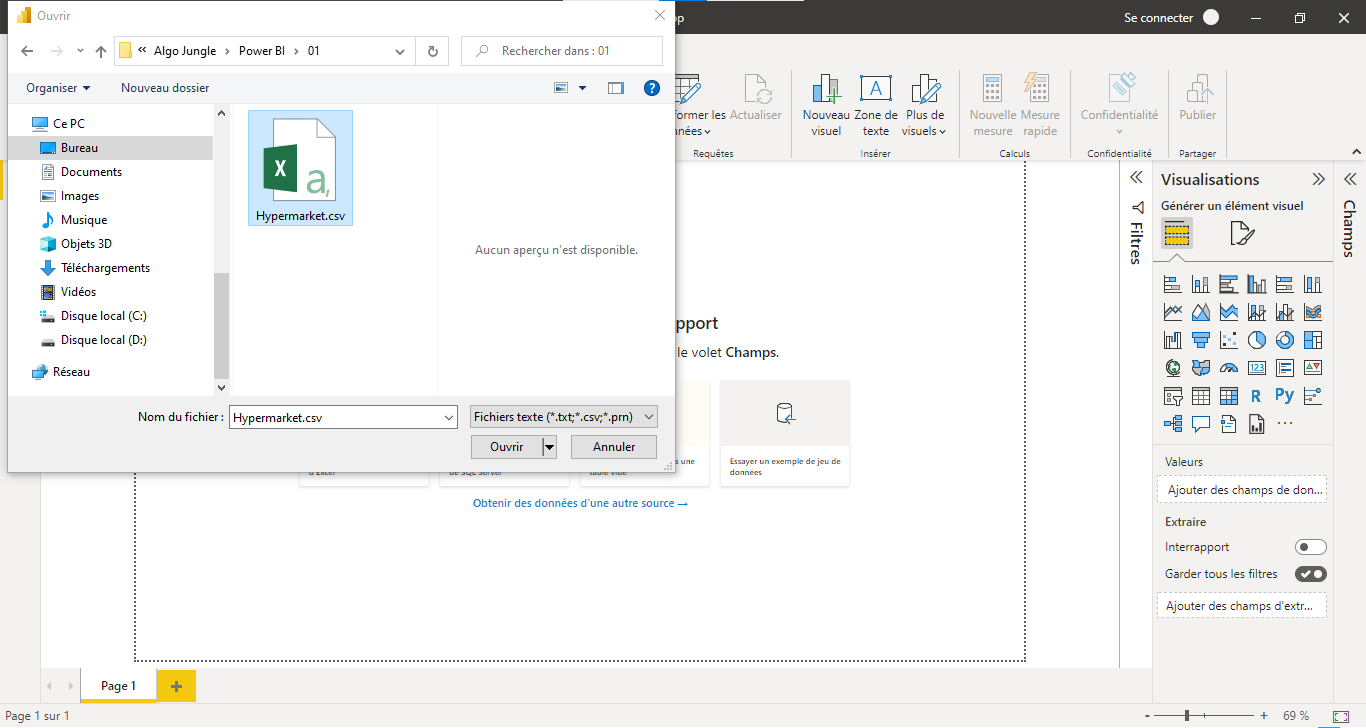 Ouvrir
Se connecter
« Algo Jungle › Power BI › 01
Rechercher dans : 01
Organiser
Nouveau dossier
Ce PC
Bureau
Documents
Images
Musique
Objets 3D
Téléchargements
Vidéos
Disque local (C:)
Disque local (D:)
Réseau
X
a,
Hypermarket.csv
Aucun aperçu n'est disponible.
Nom du fichier :
Hypermarket.csv
Fichiers texte (*.txt;*.csv;*.prn)
Ouvrir
Annuler
Actualiser
Requêtes
Nouveau
visuel
A
Zone de
texte
Plus de
visuels
Insérer
Nouvelle
mesure
Mesure
rapide
Calculs
Confidentialité
Confidentialité
Publier
Partager
Filtres
Visualisations
Générer un élément visuel
123
R
Py
Valeurs
Ajouter des champs de don...
Extraire
Interrapport
Garder tous les filtres
Ajouter des champs d'extr...
Champs
le volet Champs.
d'Excel
de SQL Server
table vide
Essayer un exemple de jeu de
données
Obtenir des données d'une autre source →
Page 1
+
Page 1 sur 1
- + 69 %